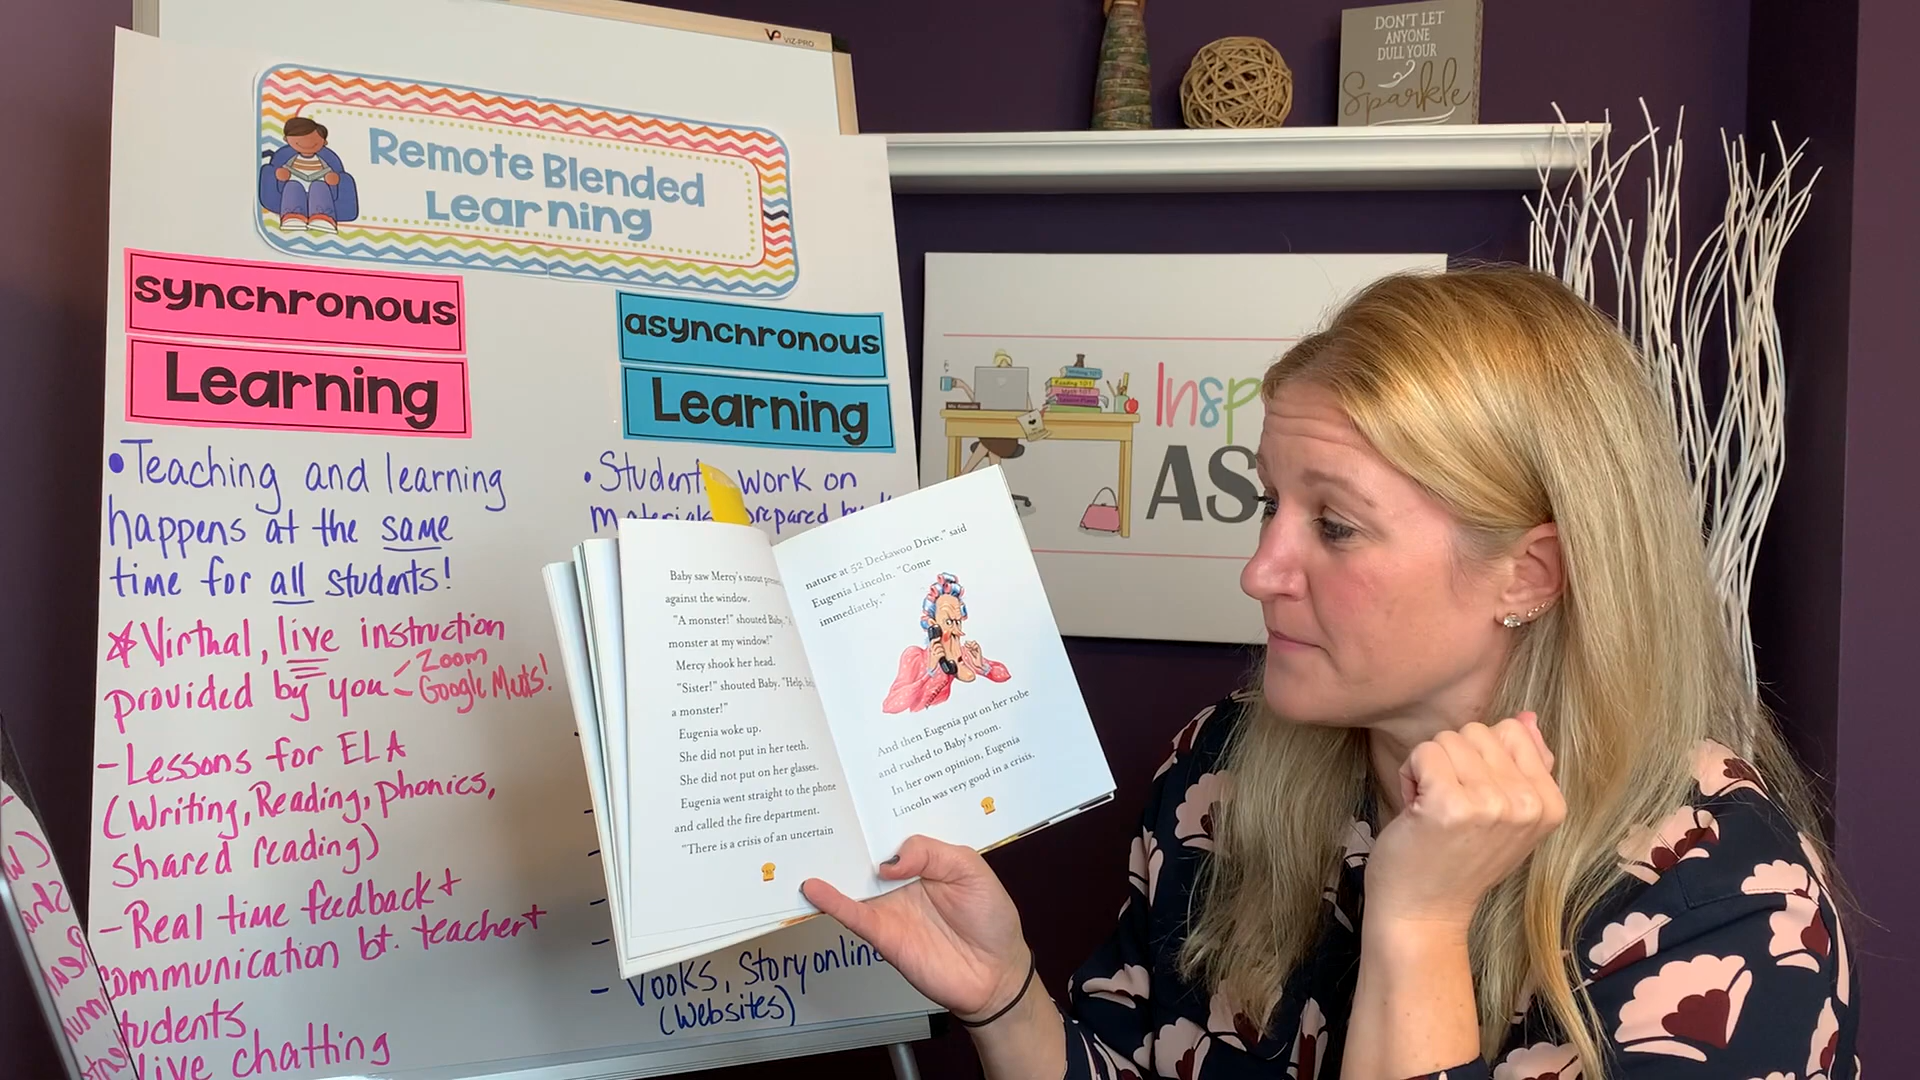 VIZ-PRO
DON'T LET
ANYONE
DULL YOUR
Sparkle
Remote Blended
Learning
synchronous
Learning
• Teaching and learning
happens at the same
time for all students!
Virtual, live instruction
provided by you - Zoom
Google Meets!
- Lessons for ELA
(Writing, Reading, phonics,
shared reading)
- Real time feedback +
communication bt. teacher +
students
live chatting
asynchronous
Learning
• Students work on
materials prepared
- Vooks, Storyonline
(websites)
Baby saw Mercy's snout
against the window.
"A monster!" shouted Baby.
monster at my window!"
Mercy shook her head.
"Sister!" shouted Baby. "Help,
a monster!"
Eugenia woke up.
She did not put in her teeth.
She did not put on her glasses.
Eugenia went straight to the phone
and called the fire department.
"There is a crisis of an uncertain
nature at 52 Deckawoo Drive," said
Eugenia Lincoln. "Come
immediately."
And then Eugenia put on her robe
and rushed to Baby's room.
In her own opinion, Eugenia
Lincoln was very good in a crisis.
Insp
AS